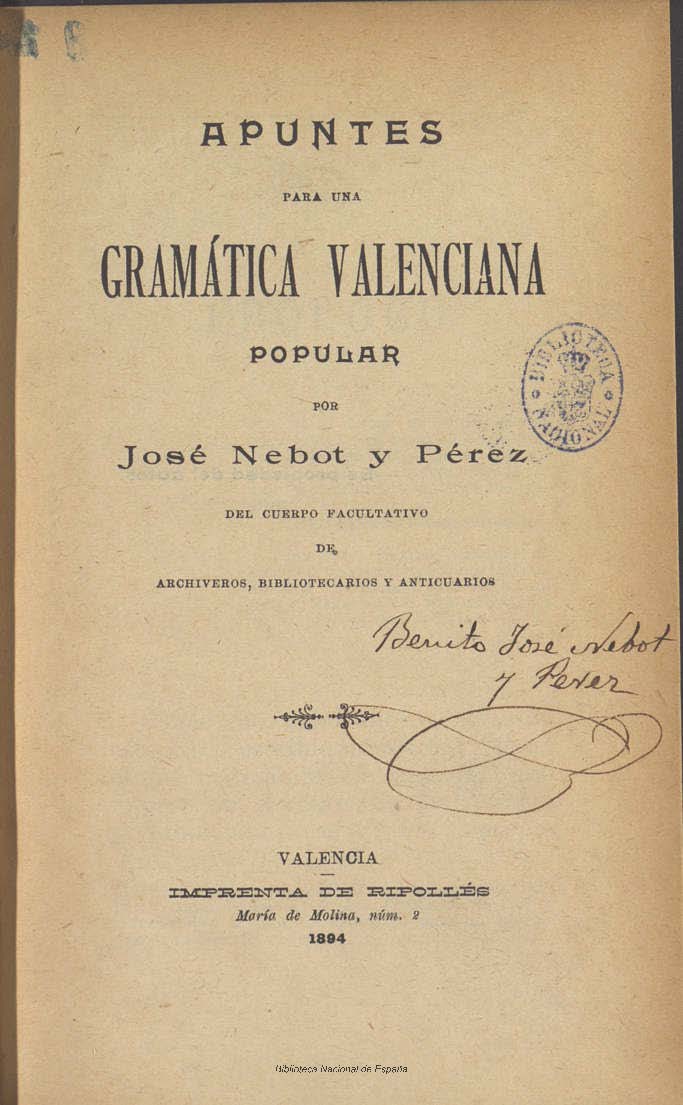 APUNTES
PARA UNA
GRAMÁTICA VALENCIANA
POPULAR
BIBLIOTECA NACIONAL
POR
José Nebot y Pérez
DEL CUERPO FACULTATIVO
DE
ARCHIVEROS, BIBLIOTECARIOS Y ANTICUARIOS
Benito José Nebot
y Perez
VALENCIA
IMPRENTA DE RIPOLLÉS
María de Molina, núm. 2
1894
Biblioteca Nacional de España